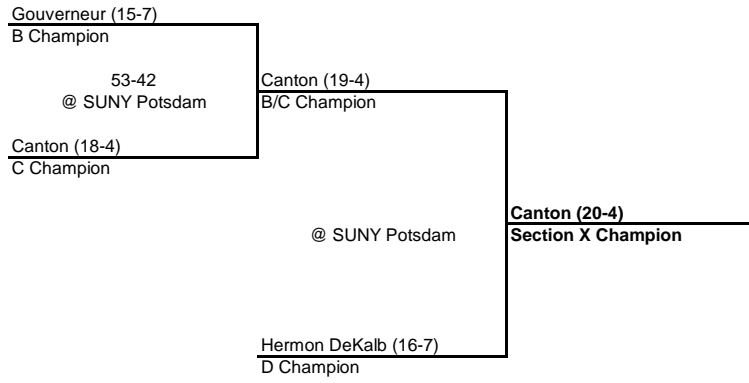 Gouverneur (15-7)
B Champion
53-42
@ SUNY Potsdam
Canton (19-4)
B/C Champion
Canton (18-4)
C Champion
@ SUNY Potsdam
Canton (20-4)
Section X Champion
Hermon DeKalb (16-7)
D Champion